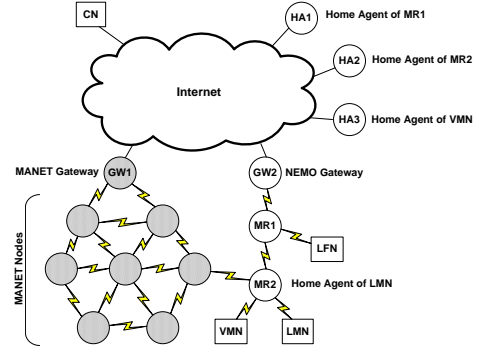 CN
HA1
Home Agent of MR1
HA2
Home Agent of MR2
Internet
HA3
Home Agent of VMN
MANET Gateway
GW1
GW2
NEMO Gateway
MANET Nodes
MR1
LFN
MR2
Home Agent of LMN
VMN
LMN